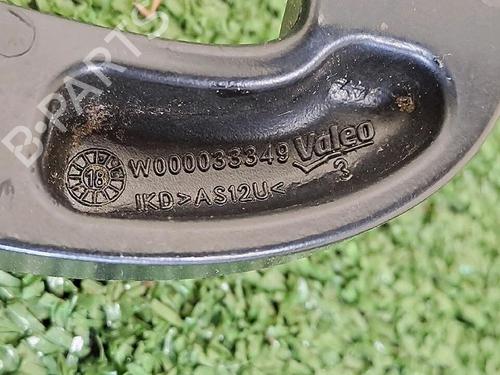 B-PARTS
18
W000033349 Valeo
IKD>AS12U<
3